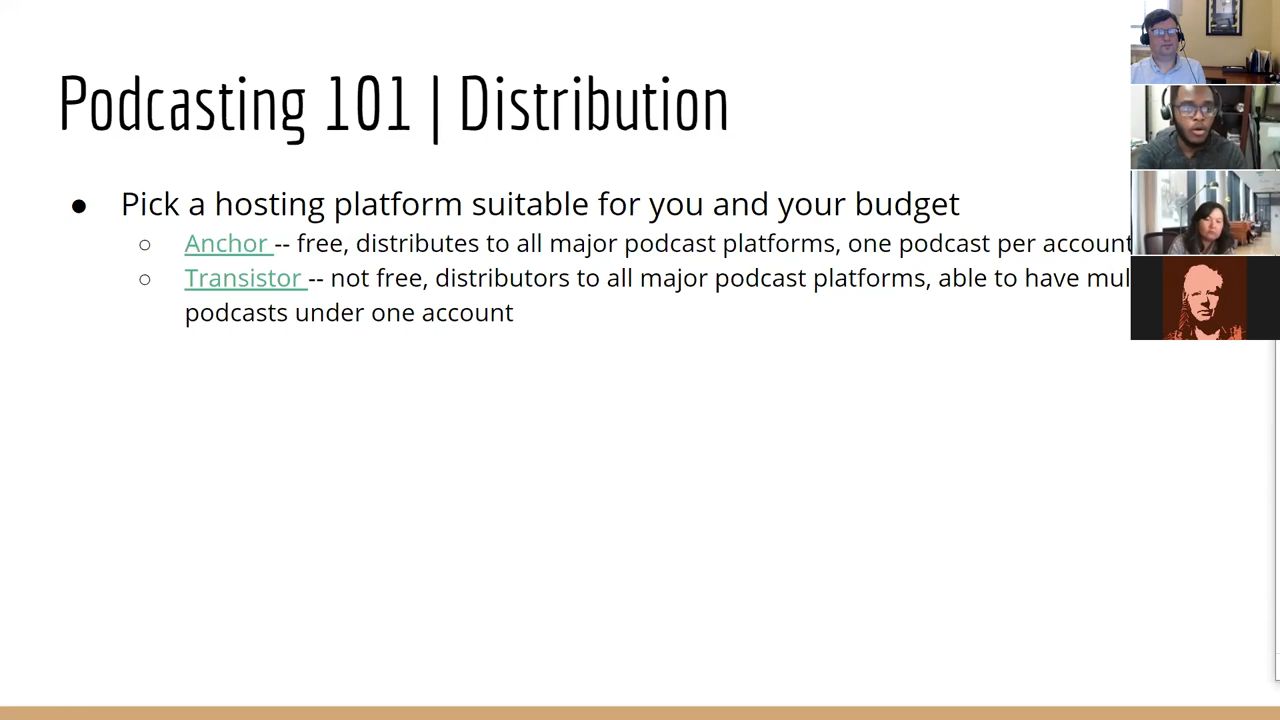 Podcasting 101 | Distribution
● Pick a hosting platform suitable for you and your budget
○ Anchor -- free, distributes to all major podcast platforms, one podcast per account
○ Transistor -- not free, distributors to all major podcast platforms, able to have mul
podcasts under one account